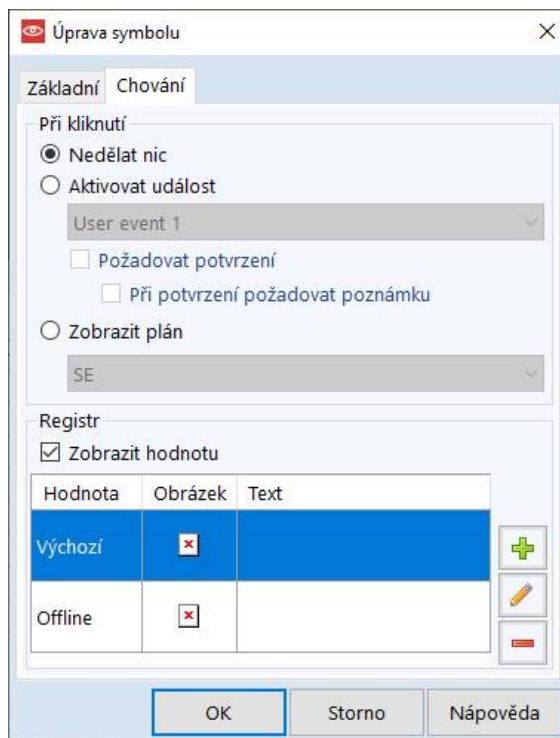 Úprava symbolu
Základní Chování
Při kliknutí
Nedělat nic
Aktivovat událost
User event 1
Požadovat potvrzení
Při potvrzení požadovat poznámku
Zobrazit plán
SE
Registr
Zobrazit hodnotu
Hodnota Obrázek Text
Výchozí
Offline
OK Storno Nápověda